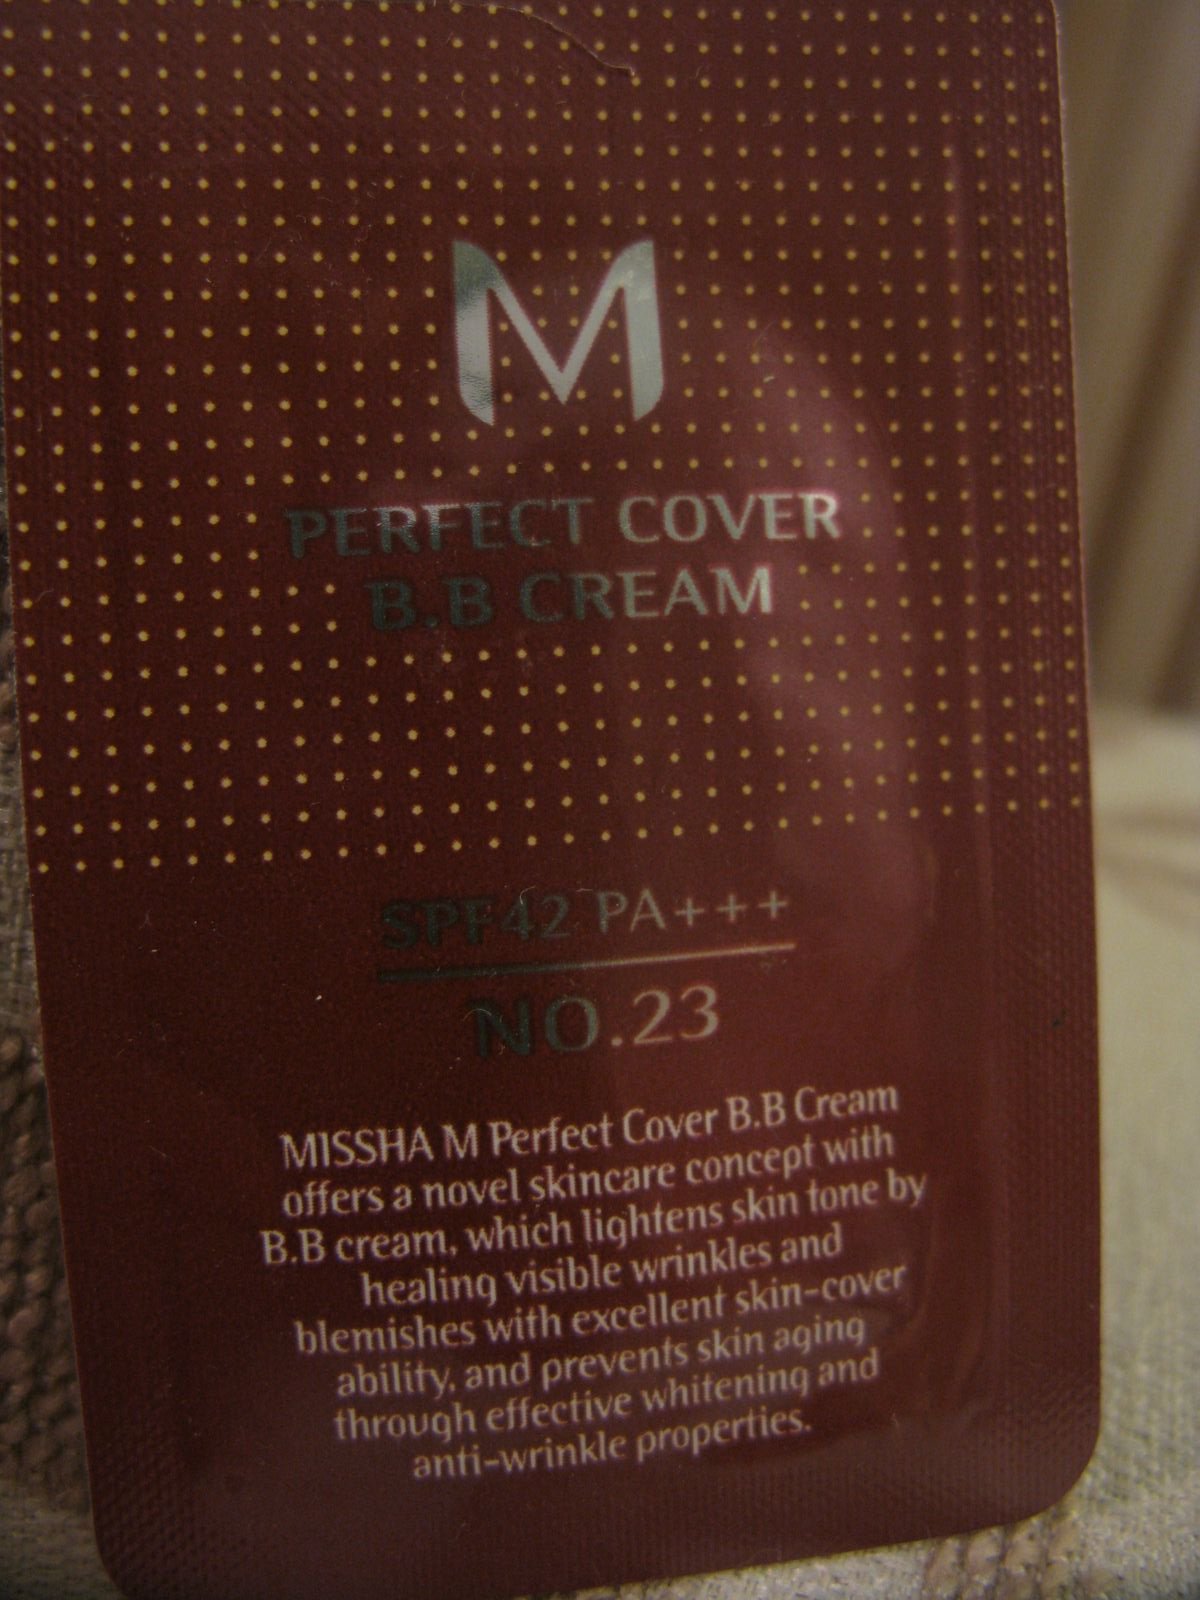 M
PERFECT COVER
B.B CREAM
SPF42 PA+++
NO.23
MISSHA M Perfect Cover B.B Cream
offers a novel skincare concept with
B.B cream, which lightens skin tone by
healing visible wrinkles and
blemishes with excellent skin-cover
ability, and prevents skin aging
through effective whitening and
anti-wrinkle properties.